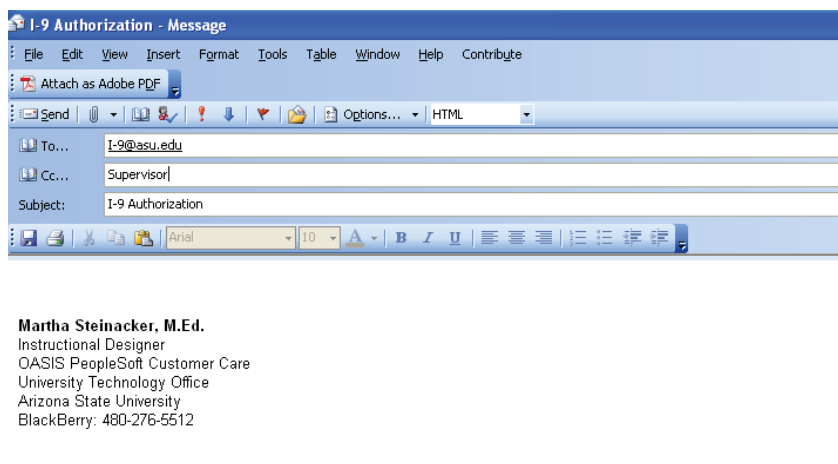 I-9 Authorization - Message
File Edit View Insert Format Tools Table Window Help Contribute
Attach as Adobe PDF
Send Options... HTML
To... I-9@asu.edu
Cc... Supervisor
Subject: I-9 Authorization
Arial 10 A B I U
Martha Steinacker, M.Ed.
Instructional Designer
OASIS PeopleSoft Customer Care
University Technology Office
Arizona State University
BlackBerry: 480-276-5512